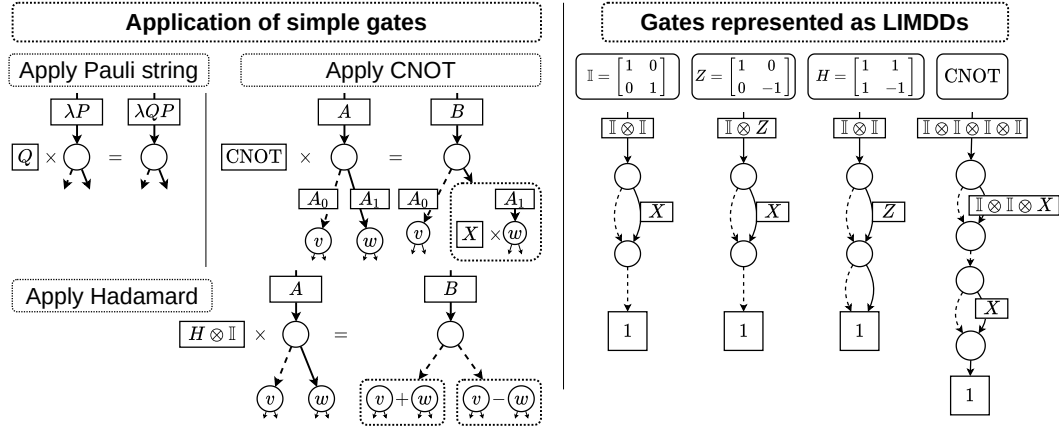 Application of simple gates
Apply Pauli string
Apply CNOT
λP
λQP
Q × =
A
B
CNOT × =
A₀
A₁
A₀
A₁
v
w
v
X × w
Apply Hadamard
A
B
H ⊗ 𝕀 × =
v
w
v + w
v − w
Gates represented as LIMDDs
𝕀 = [1 0
0 1]
Z = [1 0
0 −1]
H = [1 1
1 −1]
CNOT
𝕀 ⊗ 𝕀
𝕀 ⊗ Z
𝕀 ⊗ 𝕀
𝕀 ⊗ 𝕀 ⊗ 𝕀 ⊗ 𝕀
X
X
Z
𝕀 ⊗ 𝕀 ⊗ X
X
1
1
1
1